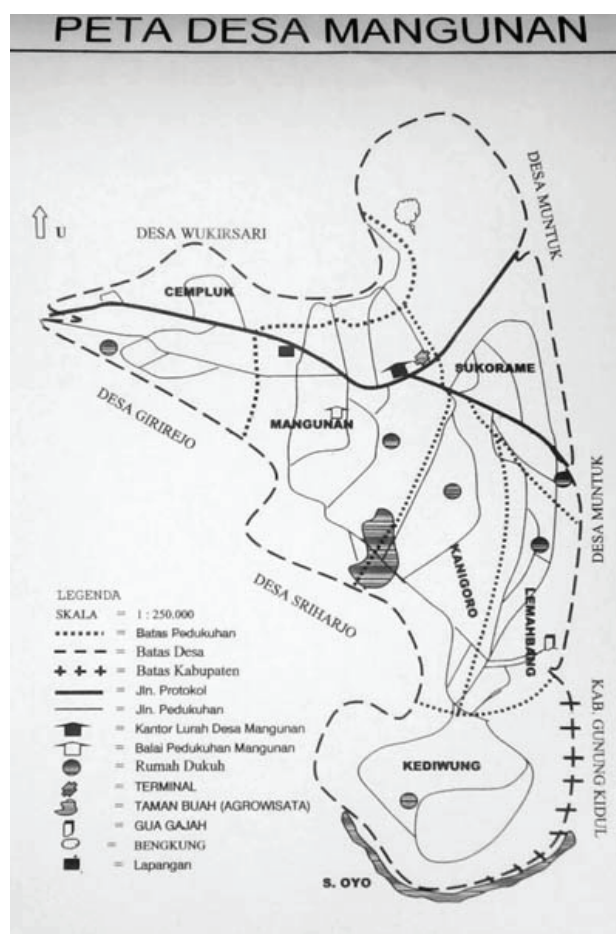 PETA DESA MANGUNAN
DESA MUNTUK
U
DESA WUKIRSARI
CEMPLUK
SUKORAME
DESA GIRIREJO
MANGUNAN
DESA MUNTUK
KANIGORO
DESA SRIHARJO
LEMAHBANG
LEGENDA
SKALA = 1 : 250.000
= Batas Pedukuhan
= Batas Desa
= Batas Kabupaten
= Jln. Protokol
= Jln. Pedukuhan
= Kantor Lurah Desa Mangunan
= Balai Pedukuhan Mangunan
= Rumah Dukuh
= TERMINAL
= TAMAN BUAH (AGROWISATA)
= GUA GAJAH
= BENGKUNG
= Lapangan
KAB. GUNUNG KIDUL
KEDIWUNG
S. OYO